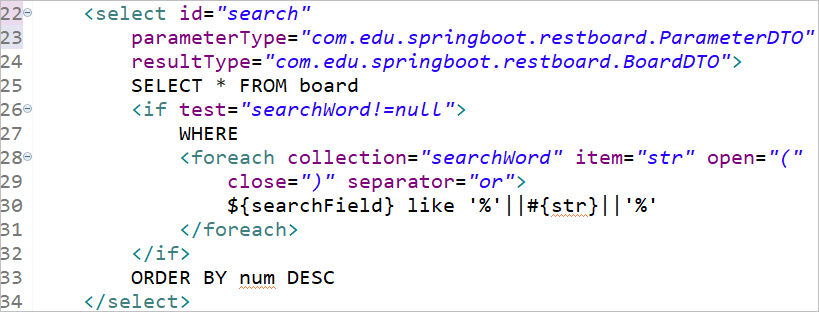 22 <select id="search"
23 parameterType="com.edu.springboot.restboard.ParameterDTO"
24 resultType="com.edu.springboot.restboard.BoardDTO">
25 SELECT * FROM board
26 <if test="searchWord!=null">
27 WHERE
28 <foreach collection="searchWord" item="str" open="("
29 close=")" separator="or">
30 ${searchField} like '%'||#{str}||'%'
31 </foreach>
32 </if>
33 ORDER BY num DESC
34 </select>